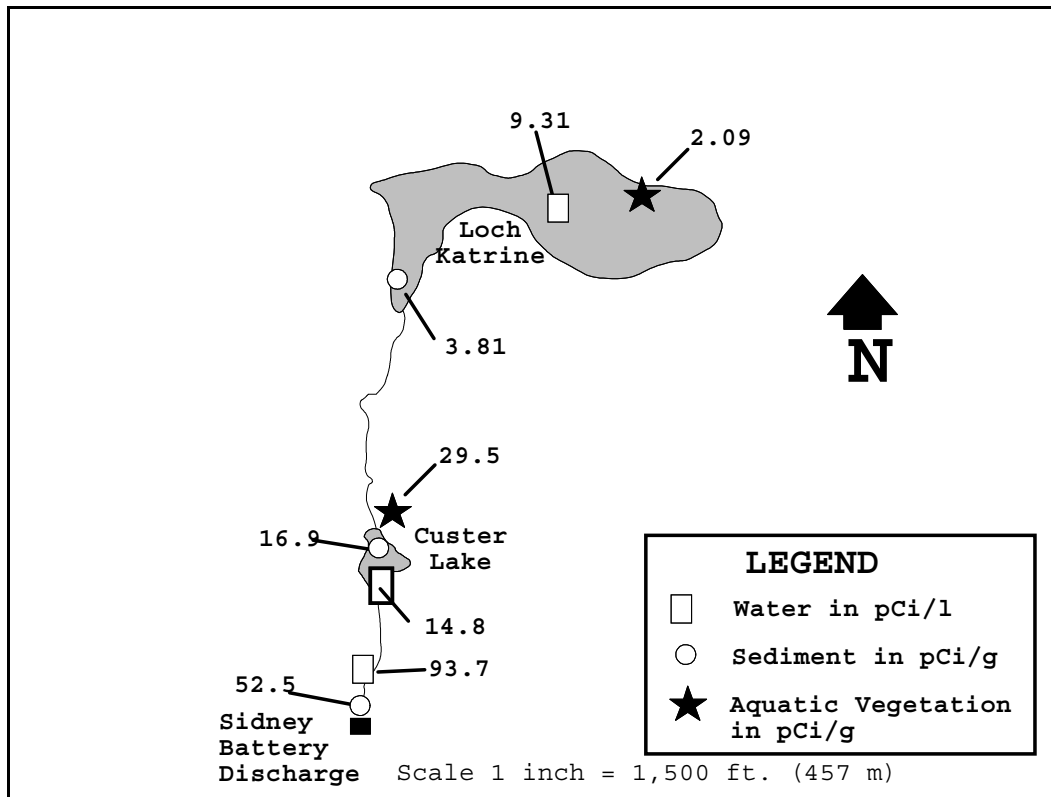 9.31
2.09
Loch
Katrine
3.81
N
29.5
16.9
Custer
Lake
14.8
93.7
52.5
Sidney
Battery
Discharge
Scale 1 inch = 1,500 ft. (457 m)
LEGEND
Water in pCi/l
Sediment in pCi/g
Aquatic Vegetation
in pCi/g